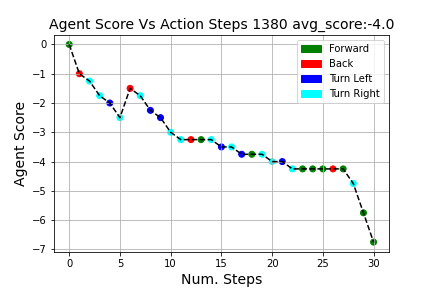 Agent Score Vs Action Steps 1380 avg_score:-4.0
Forward
Back
Turn Left
Turn Right
Agent Score
0
−1
−2
−3
−4
−5
−6
−7
0 5 10 15 20 25 30
Num. Steps